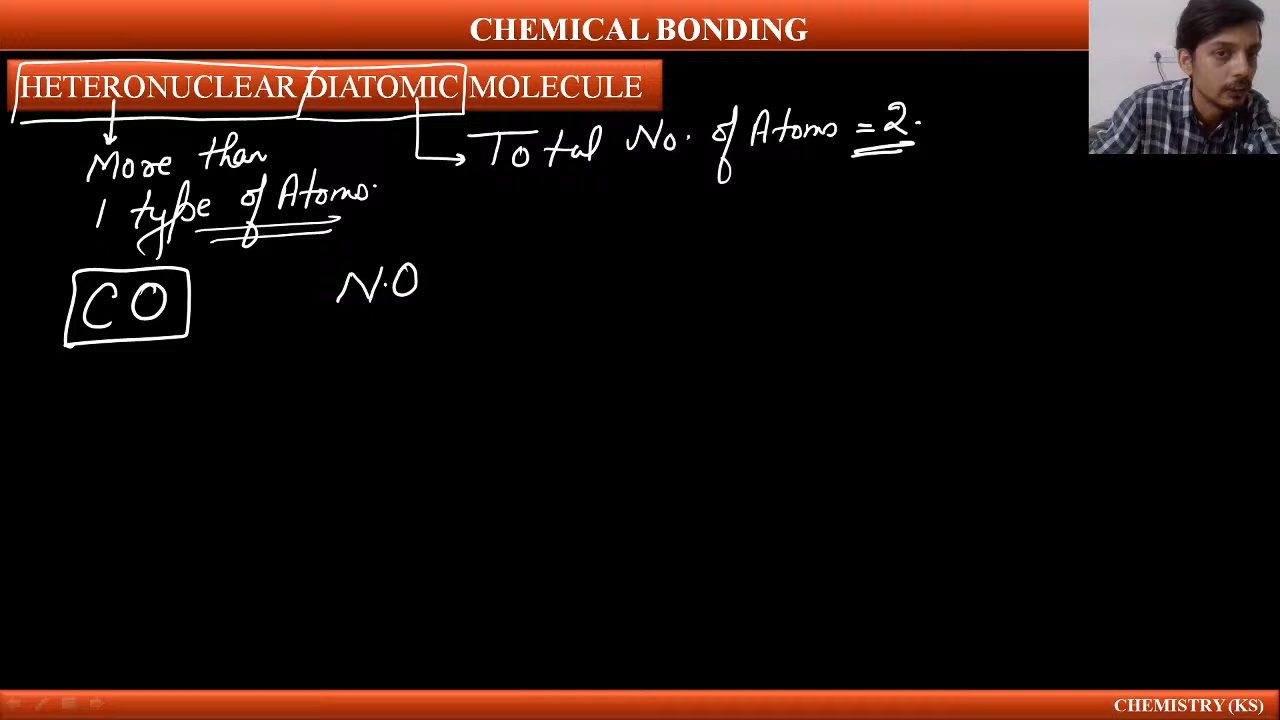 CHEMICAL BONDING
HETERONUCLEAR DIATOMIC MOLECULE
Total No. of Atoms = 2.
More than
1 type of Atoms.
CO
N.O
CHEMISTRY (KS)